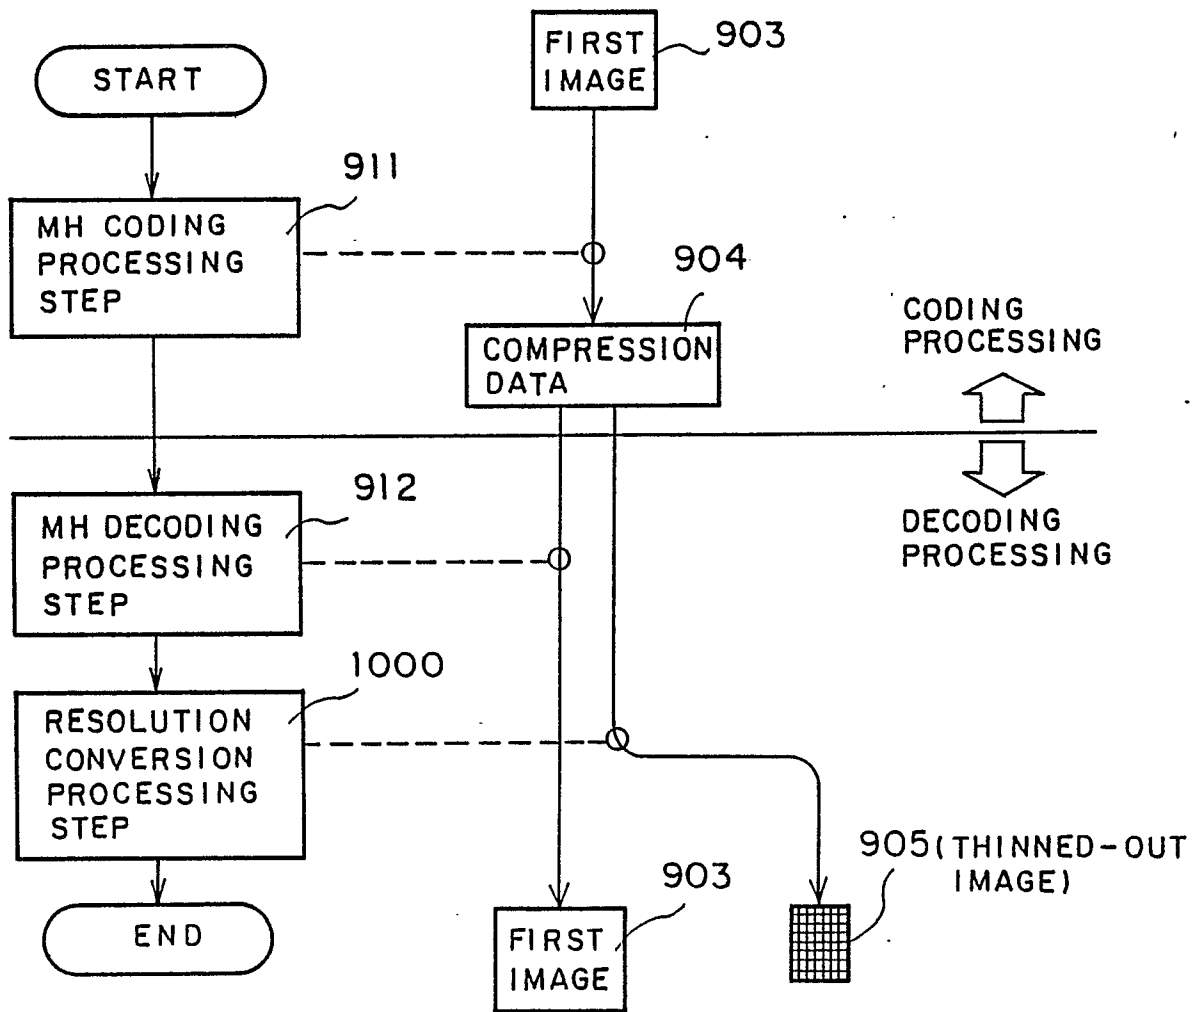 START
FIRST
IMAGE
903
911
MH CODING
PROCESSING
STEP
904
COMPRESSION
DATA
CODING
PROCESSING
912
MH DECODING
PROCESSING
STEP
DECODING
PROCESSING
1000
RESOLUTION
CONVERSION
PROCESSING
STEP
905 (THINNED-OUT
IMAGE)
END
903
FIRST
IMAGE